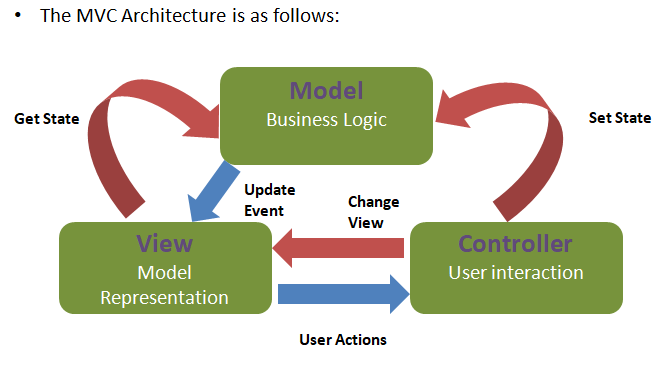 • The MVC Architecture is as follows:
Model
Business Logic
Get State
Set State
Update
Event
Change
View
View
Model
Representation
Controller
User interaction
User Actions